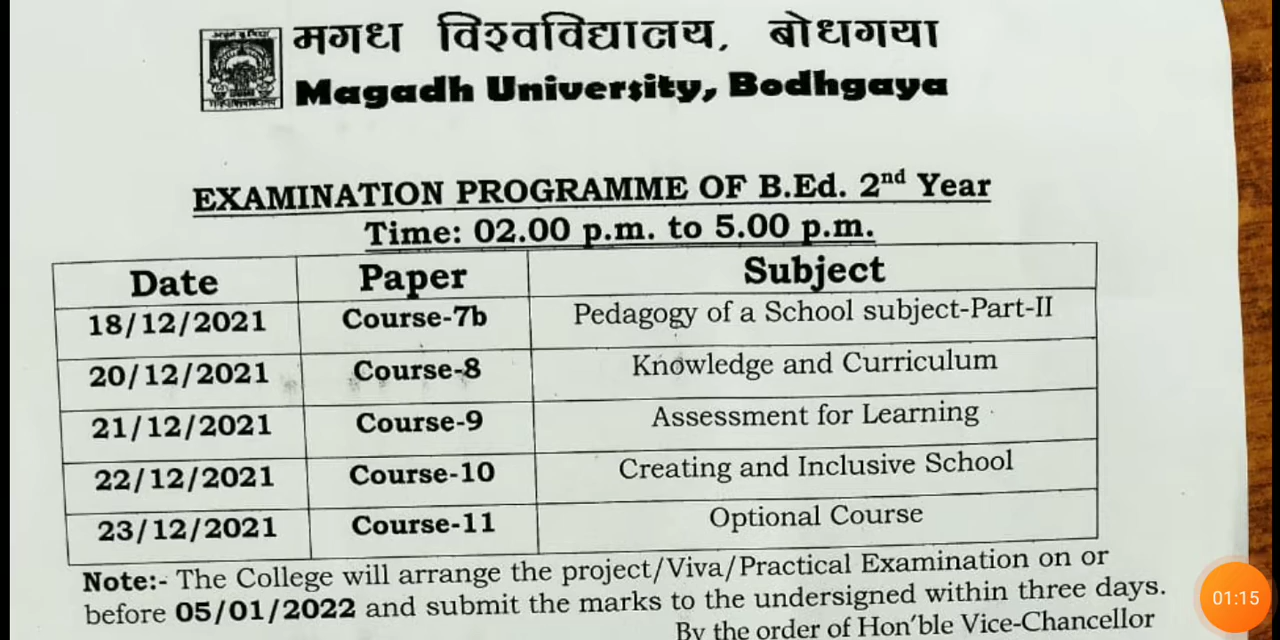 मगध विश्वविद्यालय, बोधगया
Magadh University, Bodhgaya
EXAMINATION PROGRAMME OF B.Ed. 2nd Year
Time: 02.00 p.m. to 5.00 p.m.
Date Paper Subject
18/12/2021 Course-7b Pedagogy of a School subject-Part-II
20/12/2021 Course-8 Knowledge and Curriculum
21/12/2021 Course-9 Assessment for Learning
22/12/2021 Course-10 Creating and Inclusive School
23/12/2021 Course-11 Optional Course
Note:- The College will arrange the project/Viva/Practical Examination on or
before 05/01/2022 and submit the marks to the undersigned within three days.
By the order of Hon'ble Vice-Chancellor
01:15